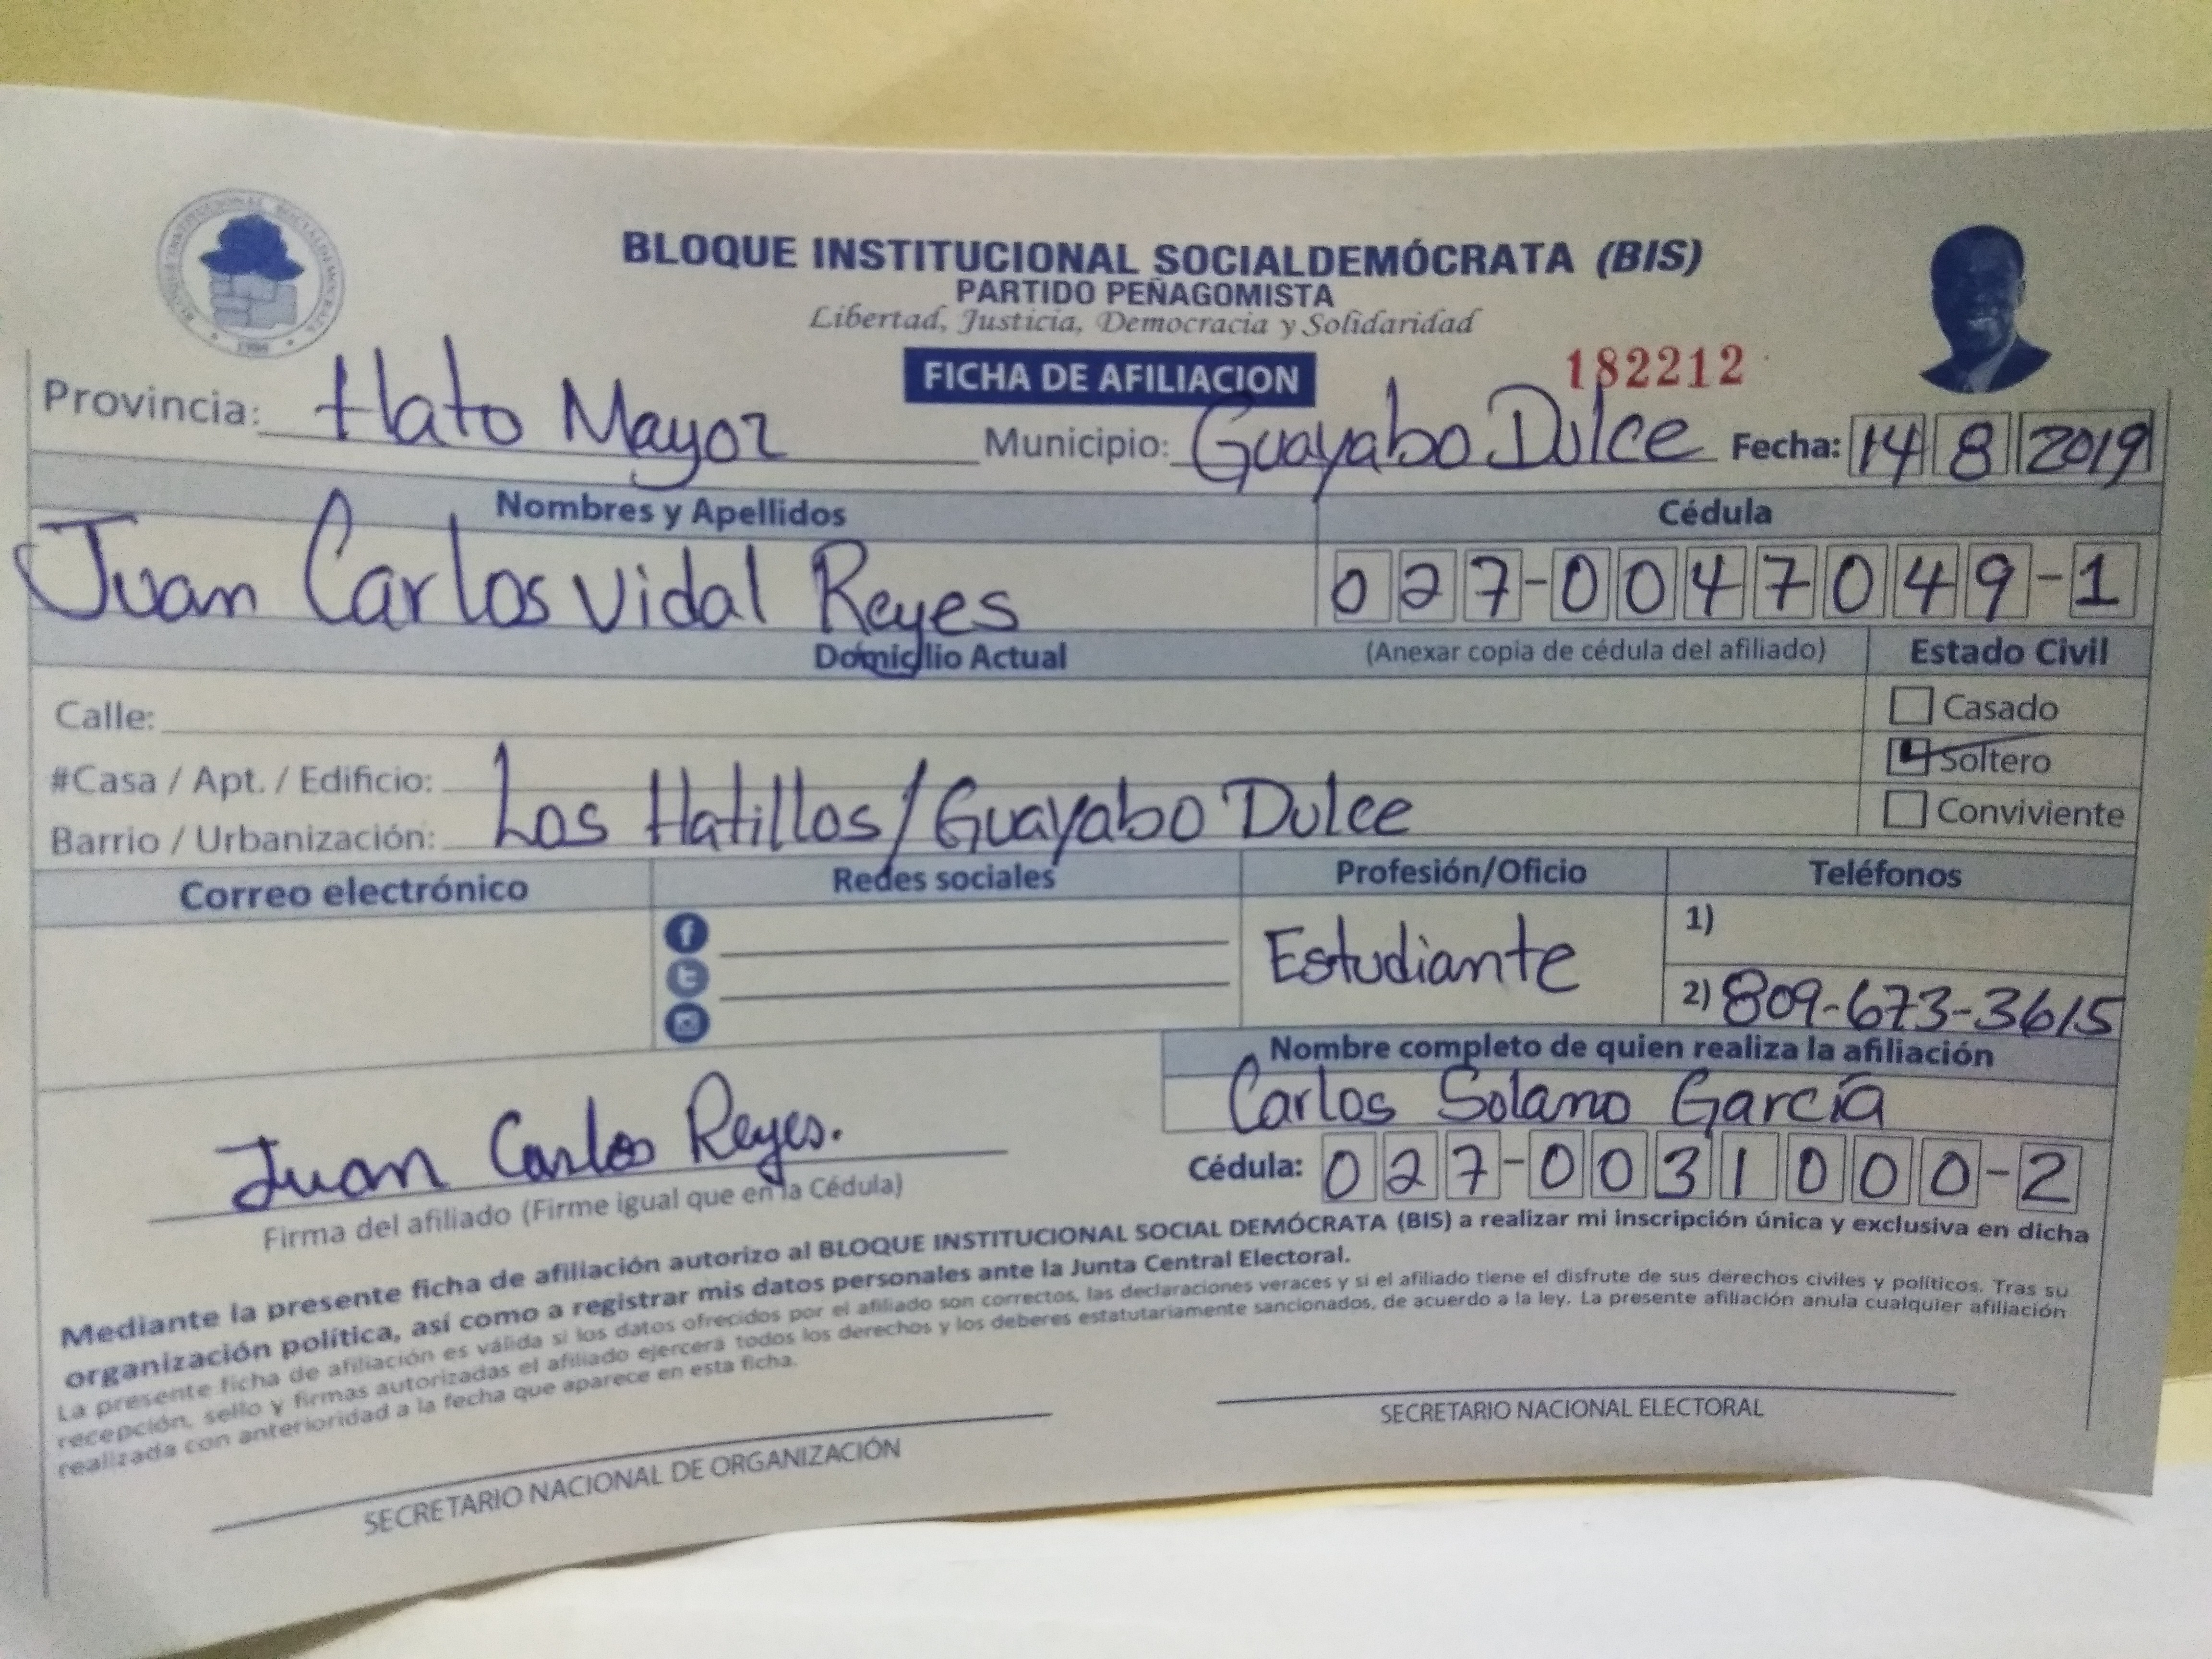 BLOQUE INSTITUCIONAL SOCIALDEMÓCRATA (BIS)
PARTIDO PEÑAGOMISTA
Libertad, Justicia, Democracia y Solidaridad
FICHA DE AFILIACION
182212
Provincia: Hato Mayor Municipio: Guayabo Dulce Fecha: 14 8 2019
Nombres y Apellidos Cédula
Juan Carlos Vidal Reyes 027-0047049-1
Domicilio Actual (Anexar copia de cédula del afiliado) Estado Civil
Calle: Casado
#Casa / Apt. / Edificio: Soltero
Barrio / Urbanización: Los Hatillos/Guayabo Dulce Conviviente
Correo electrónico Redes sociales Profesión/Oficio Teléfonos
Estudiante 1)
2) 809-673-3615
Nombre completo de quien realiza la afiliación
Carlos Solano García
Juan Carlos Reyes. Cédula: 027-0031000-2
Firma del afiliado (Firme igual que en la Cédula)
Mediante la presente ficha de afiliación autorizo al BLOQUE INSTITUCIONAL SOCIAL DEMÓCRATA (BIS) a realizar mi inscripción única y exclusiva en dicha
organización política, así como a registrar mis datos personales ante la Junta Central Electoral.
La presente ficha de afiliación es válida si los datos ofrecidos por el afiliado son correctos, las declaraciones veraces y si el afiliado tiene el disfrute de sus derechos civiles y políticos. Tras su
recepción, sello y firmas autorizadas el afiliado ejercerá todos los derechos y los deberes estatutariamente sancionados, de acuerdo a la ley. La presente afiliación anula cualquier afiliación
realizada con anterioridad a la fecha que aparece en esta ficha.
SECRETARIO NACIONAL DE ORGANIZACIÓN SECRETARIO NACIONAL ELECTORAL